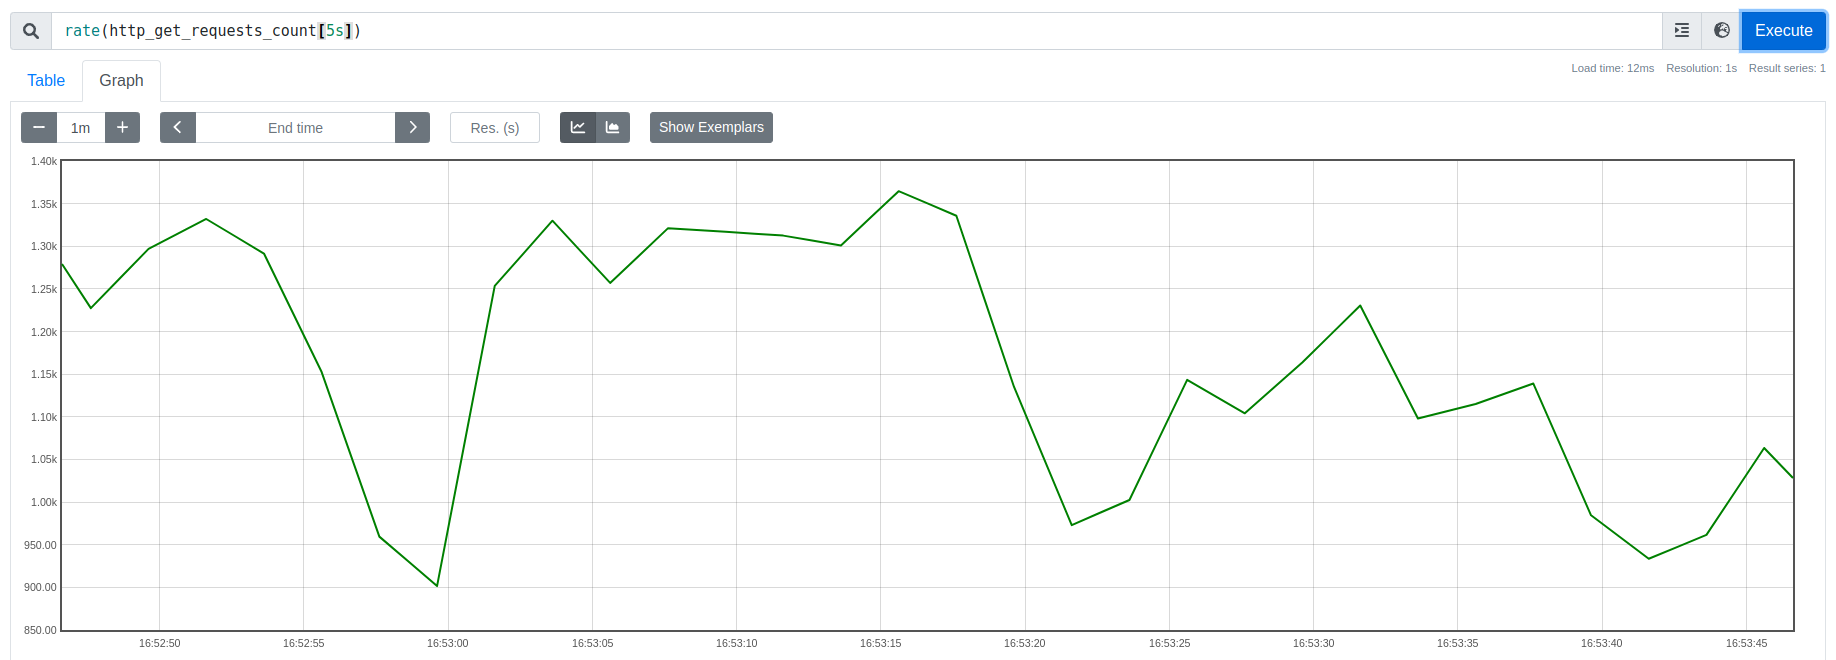 rate(http_get_requests_count[5s])
Execute
Table
Graph
Load time: 12ms Resolution: 1s Result series: 1
1m
End time
Res. (s)
Show Exemplars
1.40k
1.35k
1.30k
1.25k
1.20k
1.15k
1.10k
1.05k
1.00k
950.00
900.00
850.00
16:52:50 16:52:55 16:53:00 16:53:05 16:53:10 16:53:15 16:53:20 16:53:25 16:53:30 16:53:35 16:53:40 16:53:45